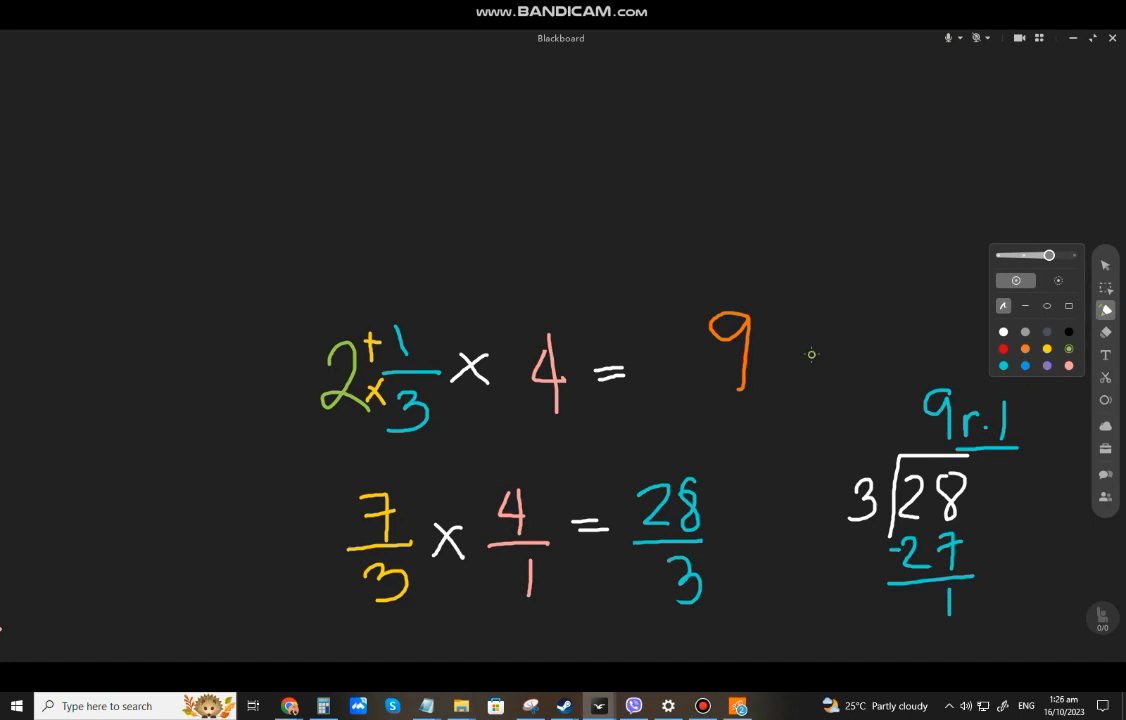 www.BANDICAM.com
Blackboard
2 + 1/3 × 4 = 9
×
9 r. 1
3 28
7/3 × 4/1 = 28/3
-27
1
0/0
Type here to search
25°C Partly cloudy
ENG
1:26 am
16/10/2023